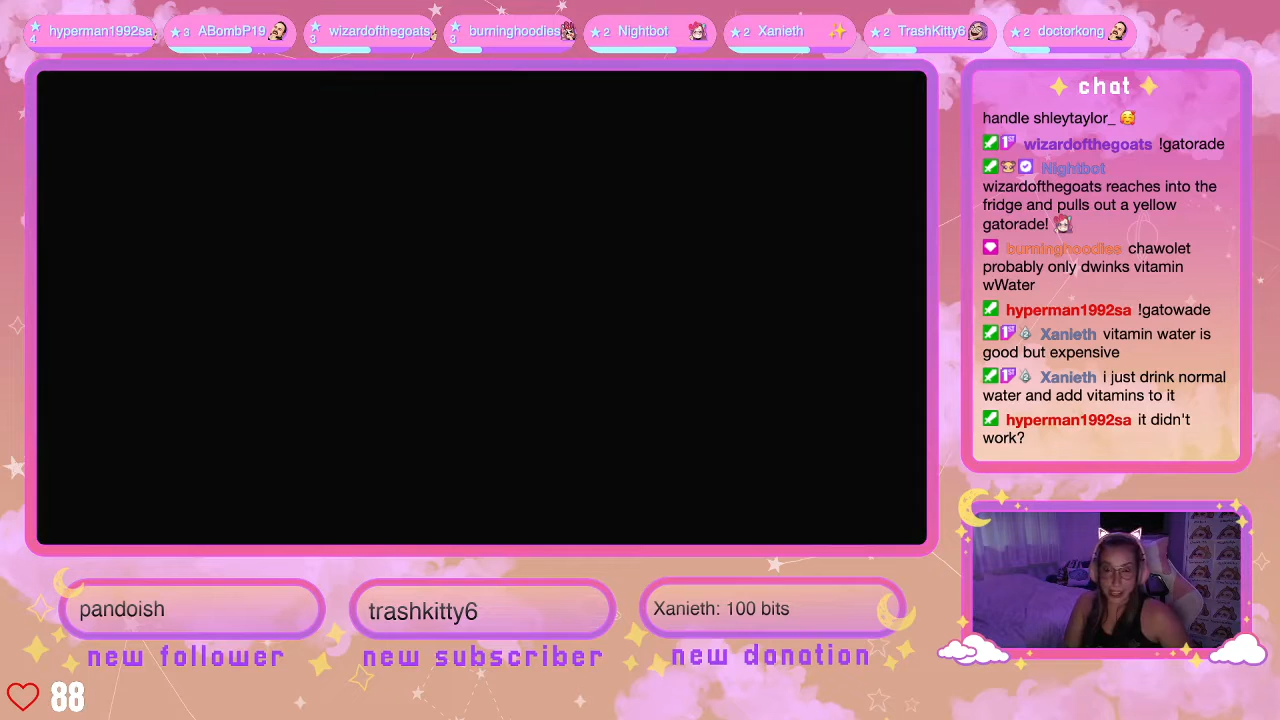 ★ 4 hyperman1992sa
★ 3 ABombP19
★ 3 wizardofthegoats
★ 3 burninghoodies
★ 2 Nightbot
★ 2 Xanieth
★ 2 TrashKitty6
★ 2 doctorkong
chat
handle shleytaylor_ 🥰
wizardofthegoats !gatorade
Nightbot
wizardofthegoats reaches into the
fridge and pulls out a yellow
gatorade!
burninghoodies chawolet
probably only dwinks vitamin
wWater
hyperman1992sa !gatowade
Xanieth vitamin water is
good but expensive
Xanieth i just drink normal
water and add vitamins to it
hyperman1992sa it didn't
work?
pandoish
trashkitty6
Xanieth: 100 bits
new follower
new subscriber
new donation
88